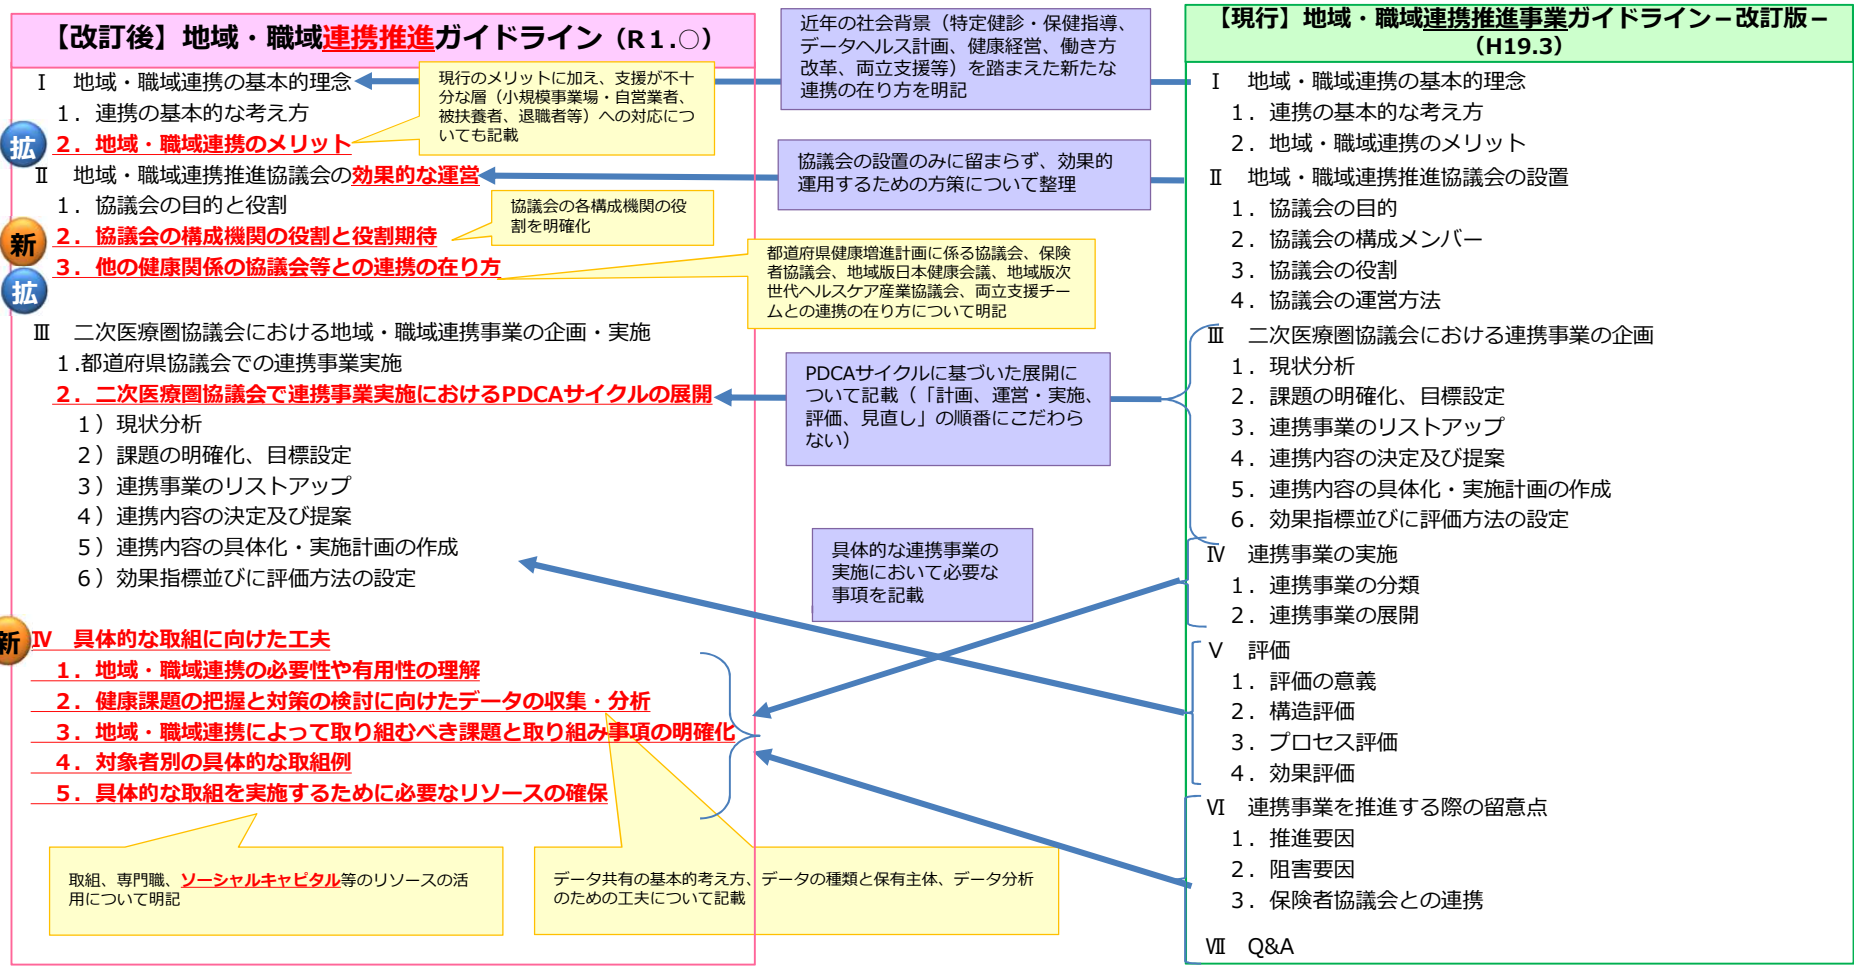 【改訂後】地域・職域連携推進ガイドライン（R１.○）
Ⅰ　地域・職域連携の基本的理念
１．連携の基本的な考え方
拡
２．地域・職域連携のメリット
Ⅱ　地域・職域連携推進協議会の効果的な運営
１．協議会の目的と役割
新
２．協議会の構成機関の役割と役割期待
３．他の健康関係の協議会等との連携の在り方
拡
Ⅲ　二次医療圏協議会における地域・職域連携事業の企画・実施
１.都道府県協議会での連携事業実施
２．二次医療圏協議会で連携事業実施におけるPDCAサイクルの展開
１）現状分析
２）課題の明確化、目標設定
３）連携事業のリストアップ
４）連携内容の決定及び提案
５）連携内容の具体化・実施計画の作成
６）効果指標並びに評価方法の設定
新
Ⅳ　具体的な取組に向けた工夫
１．地域・職域連携の必要性や有用性の理解
２．健康課題の把握と対策の検討に向けたデータの収集・分析
３．地域・職域連携によって取り組むべき課題と取り組み事項の明確化
４．対象者別の具体的な取組例
５．具体的な取組を実施するために必要なリソースの確保
取組、専門職、ソーシャルキャピタル等のリソースの活
用について明記
データ共有の基本的考え方、データの種類と保有主体、データ分析
のための工夫について記載
現行のメリットに加え、支援が不十
分な層（小規模事業場・自営業者、
被扶養者、退職者等）への対応につ
いても記載
協議会の各構成機関の役
割を明確化
都道府県健康増進計画に係る協議会、保険
者協議会、地域版日本健康会議、地域版次
世代ヘルスケア産業協議会、両立支援チー
ムとの連携の在り方について明記
近年の社会背景（特定健診・保健指導、
データヘルス計画、健康経営、働き方
改革、両立支援等）を踏まえた新たな
連携の在り方を明記
協議会の設置のみに留まらず、効果的
運用するための方策について整理
PDCAサイクルに基づいた展開に
ついて記載（「計画、運営・実施、
評価、見直し」の順番にこだわら
ない）
具体的な連携事業の
実施において必要な
事項を記載
【現行】地域・職域連携推進事業ガイドライン－改訂版－
（H19.3）
Ⅰ　地域・職域連携の基本的理念
１．連携の基本的な考え方
２．地域・職域連携のメリット
Ⅱ　地域・職域連携推進協議会の設置
１．協議会の目的
２．協議会の構成メンバー
３．協議会の役割
４．協議会の運営方法
Ⅲ　二次医療圏協議会における連携事業の企画
１．現状分析
２．課題の明確化、目標設定
３．連携事業のリストアップ
４．連携内容の決定及び提案
５．連携内容の具体化・実施計画の作成
６．効果指標並びに評価方法の設定
Ⅳ　連携事業の実施
１．連携事業の分類
２．連携事業の展開
Ⅴ　評価
１．評価の意義
２．構造評価
３．プロセス評価
４．効果評価
Ⅵ　連携事業を推進する際の留意点
１．推進要因
２．阻害要因
３．保険者協議会との連携
Ⅶ　Q&A